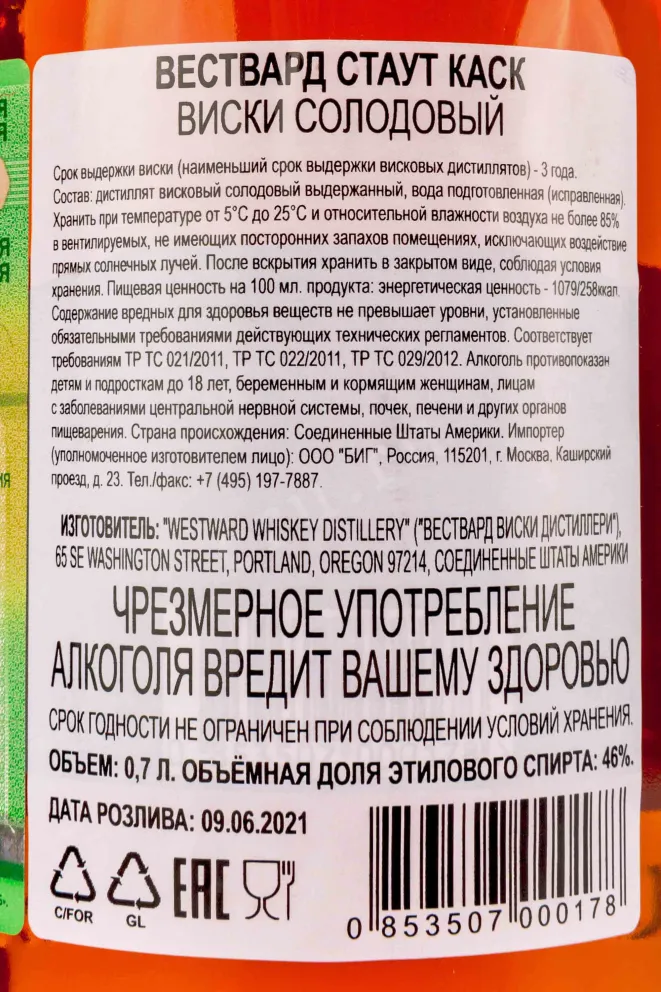 ВЕСТВАРД СТАУТ КАСК
ВИСКИ СОЛОДОВЫЙ
Срок выдержки виски (наименьший срок выдержки висковых дистиллятов) - 3 года.
Состав: дистиллят висковый солодовый выдержанный, вода подготовленная (исправленная).
Хранить при температуре от 5°С до 25°С и относительной влажности воздуха не более 85%
в вентилируемых, не имеющих посторонних запахов помещениях, исключающих воздействие
прямых солнечных лучей. После вскрытия хранить в закрытом виде, соблюдая условия
хранения. Пищевая ценность на 100 мл. продукта: энергетическая ценность - 1079/258ккал.
Содержание вредных для здоровья веществ не превышает уровни, установленные
обязательными требованиями действующих технических регламентов. Соответствует
требованиям ТР ТС 021/2011, ТР ТС 022/2011, ТР ТС 029/2012. Алкоголь противопоказан
детям и подросткам до 18 лет, беременным и кормящим женщинам, лицам
с заболеваниями центральной нервной системы, почек, печени и других органов
пищеварения. Страна происхождения: Соединенные Штаты Америки. Импортер
(уполномоченное изготовителем лицо): ООО "БИГ", Россия, 115201, г. Москва, Каширский
проезд, д. 23. Тел./факс: +7 (495) 197-7887.
ИЗГОТОВИТЕЛЬ: "WESTWARD WHISKEY DISTILLERY" ("ВЕСТВАРД ВИСКИ ДИСТИЛЛЕРИ"),
65 SE WASHINGTON STREET, PORTLAND, OREGON 97214, СОЕДИНЕННЫЕ ШТАТЫ АМЕРИКИ
ЧРЕЗМЕРНОЕ УПОТРЕБЛЕНИЕ
АЛКОГОЛЯ ВРЕДИТ ВАШЕМУ ЗДОРОВЬЮ
СРОК ГОДНОСТИ НЕ ОГРАНИЧЕН ПРИ СОБЛЮДЕНИИ УСЛОВИЙ ХРАНЕНИЯ.
ОБЪЕМ: 0,7 Л. ОБЪЁМНАЯ ДОЛЯ ЭТИЛОВОГО СПИРТА: 46%.
ДАТА РОЗЛИВА: 09.06.2021
C/FOR
GL
EAC
0 853507 000178